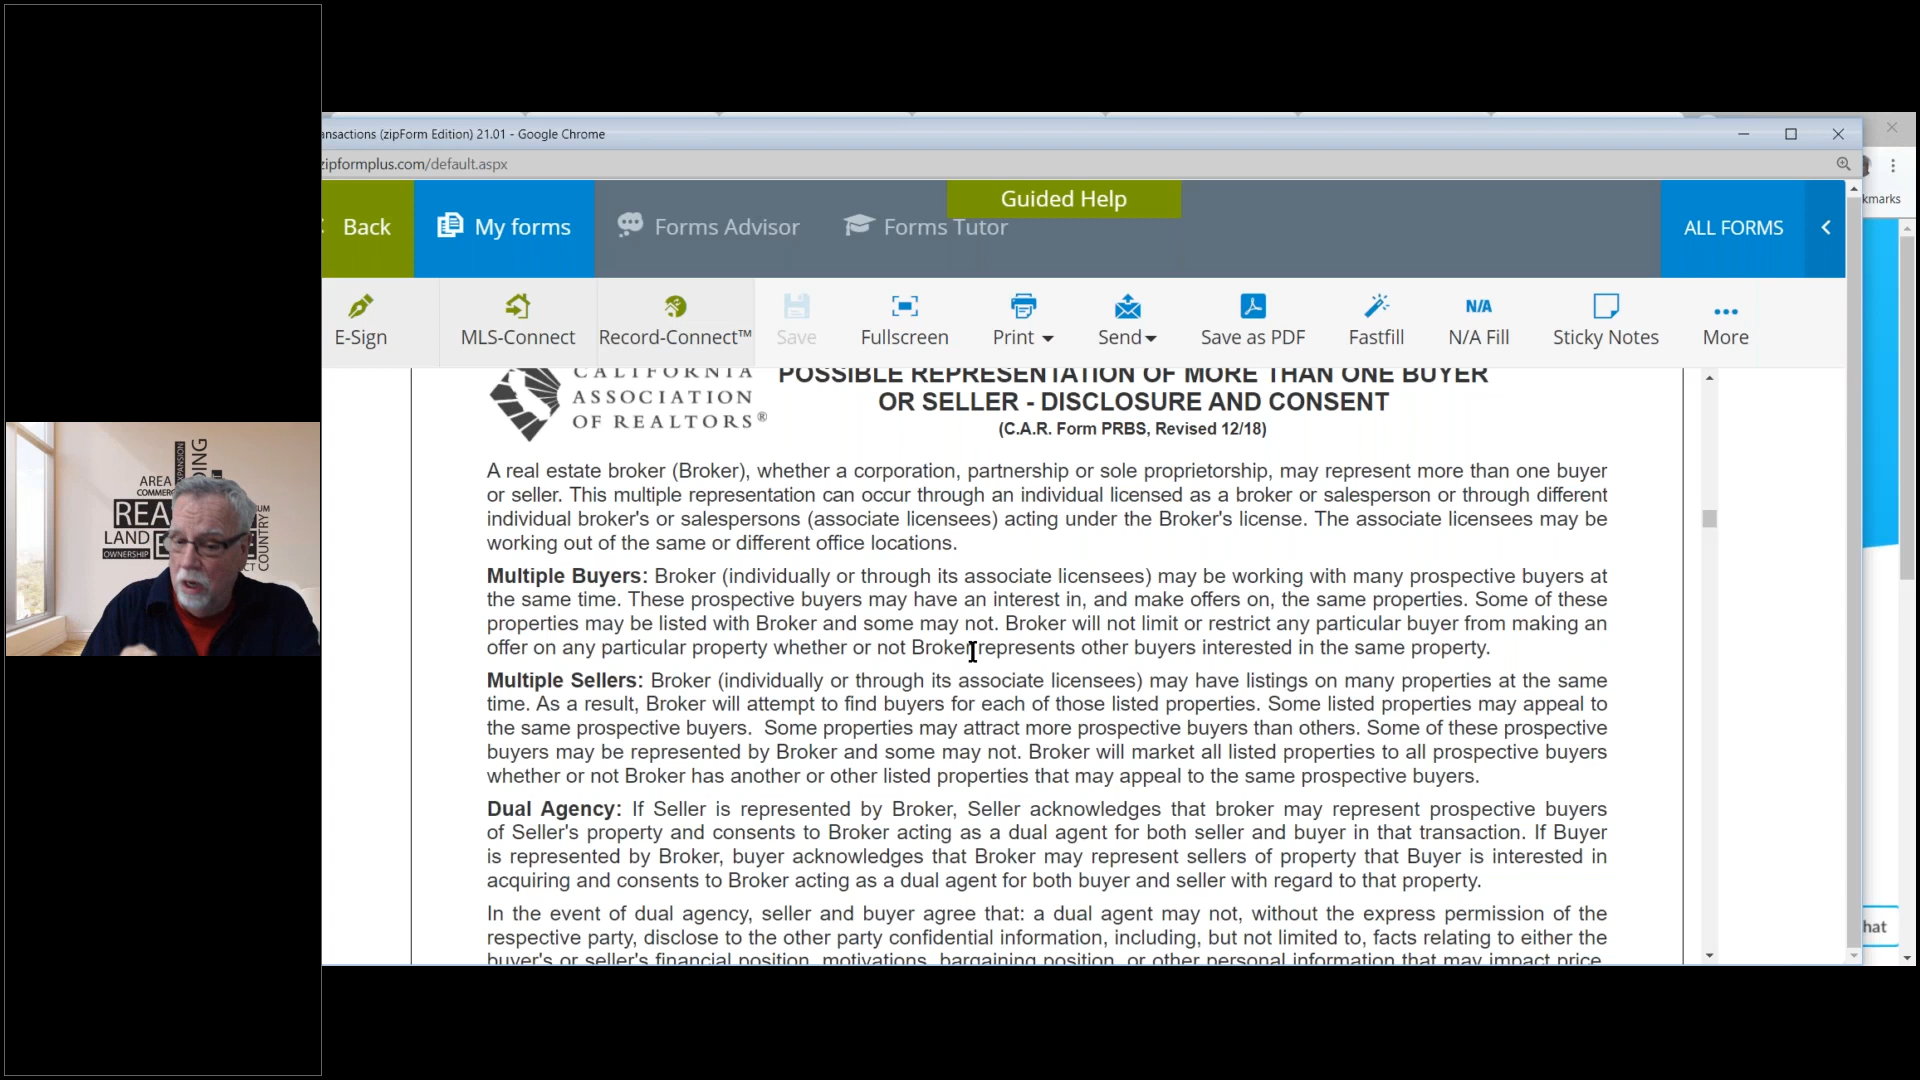 ansactions (zipForm Edition) 21.01 - Google Chrome
zipformplus.com/default.aspx
kmarks
Back
My forms
Forms Advisor
Forms Tutor
Guided Help
ALL FORMS
E-Sign
MLS-Connect
Record-Connect™
Save
Fullscreen
Print
Send
Save as PDF
Fastfill
N/A
N/A Fill
Sticky Notes
More
CALIFORNIA
ASSOCIATION
OF REALTORS®
POSSIBLE REPRESENTATION OF MORE THAN ONE BUYER
OR SELLER - DISCLOSURE AND CONSENT
(C.A.R. Form PRBS, Revised 12/18)
A real estate broker (Broker), whether a corporation, partnership or sole proprietorship, may represent more than one buyer
or seller. This multiple representation can occur through an individual licensed as a broker or salesperson or through different
individual broker's or salespersons (associate licensees) acting under the Broker's license. The associate licensees may be
working out of the same or different office locations.
Multiple Buyers: Broker (individually or through its associate licensees) may be working with many prospective buyers at
the same time. These prospective buyers may have an interest in, and make offers on, the same properties. Some of these
properties may be listed with Broker and some may not. Broker will not limit or restrict any particular buyer from making an
offer on any particular property whether or not Broker represents other buyers interested in the same property.
Multiple Sellers: Broker (individually or through its associate licensees) may have listings on many properties at the same
time. As a result, Broker will attempt to find buyers for each of those listed properties. Some listed properties may appeal to
the same prospective buyers. Some properties may attract more prospective buyers than others. Some of these prospective
buyers may be represented by Broker and some may not. Broker will market all listed properties to all prospective buyers
whether or not Broker has another or other listed properties that may appeal to the same prospective buyers.
Dual Agency: If Seller is represented by Broker, Seller acknowledges that broker may represent prospective buyers
of Seller's property and consents to Broker acting as a dual agent for both seller and buyer in that transaction. If Buyer
is represented by Broker, buyer acknowledges that Broker may represent sellers of property that Buyer is interested in
acquiring and consents to Broker acting as a dual agent for both buyer and seller with regard to that property.
In the event of dual agency, seller and buyer agree that: a dual agent may not, without the express permission of the
respective party, disclose to the other party confidential information, including, but not limited to, facts relating to either the
buyer's or seller's financial position, motivations, bargaining position, or other personal information that may impact price,
hat
AREA
COMMERC
REA
LAND
OWNERSHIP
COUNTRY